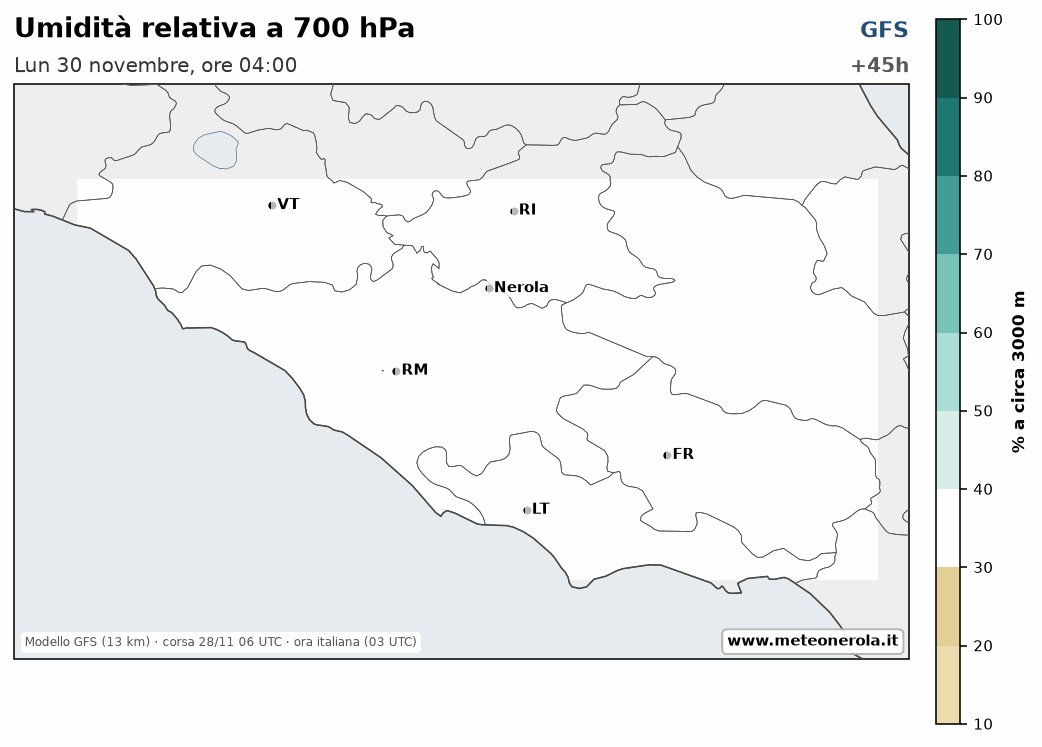 Umidità relativa a 700 hPa
GFS
Lun 30 novembre, ore 04:00
+45h
100
90
80
70
60
50
40
30
20
10
% a circa 3000 m
VT
RI
Nerola
RM
FR
LT
Modello GFS (13 km) · corsa 28/11 06 UTC · ora italiana (03 UTC)
www.meteonerola.it